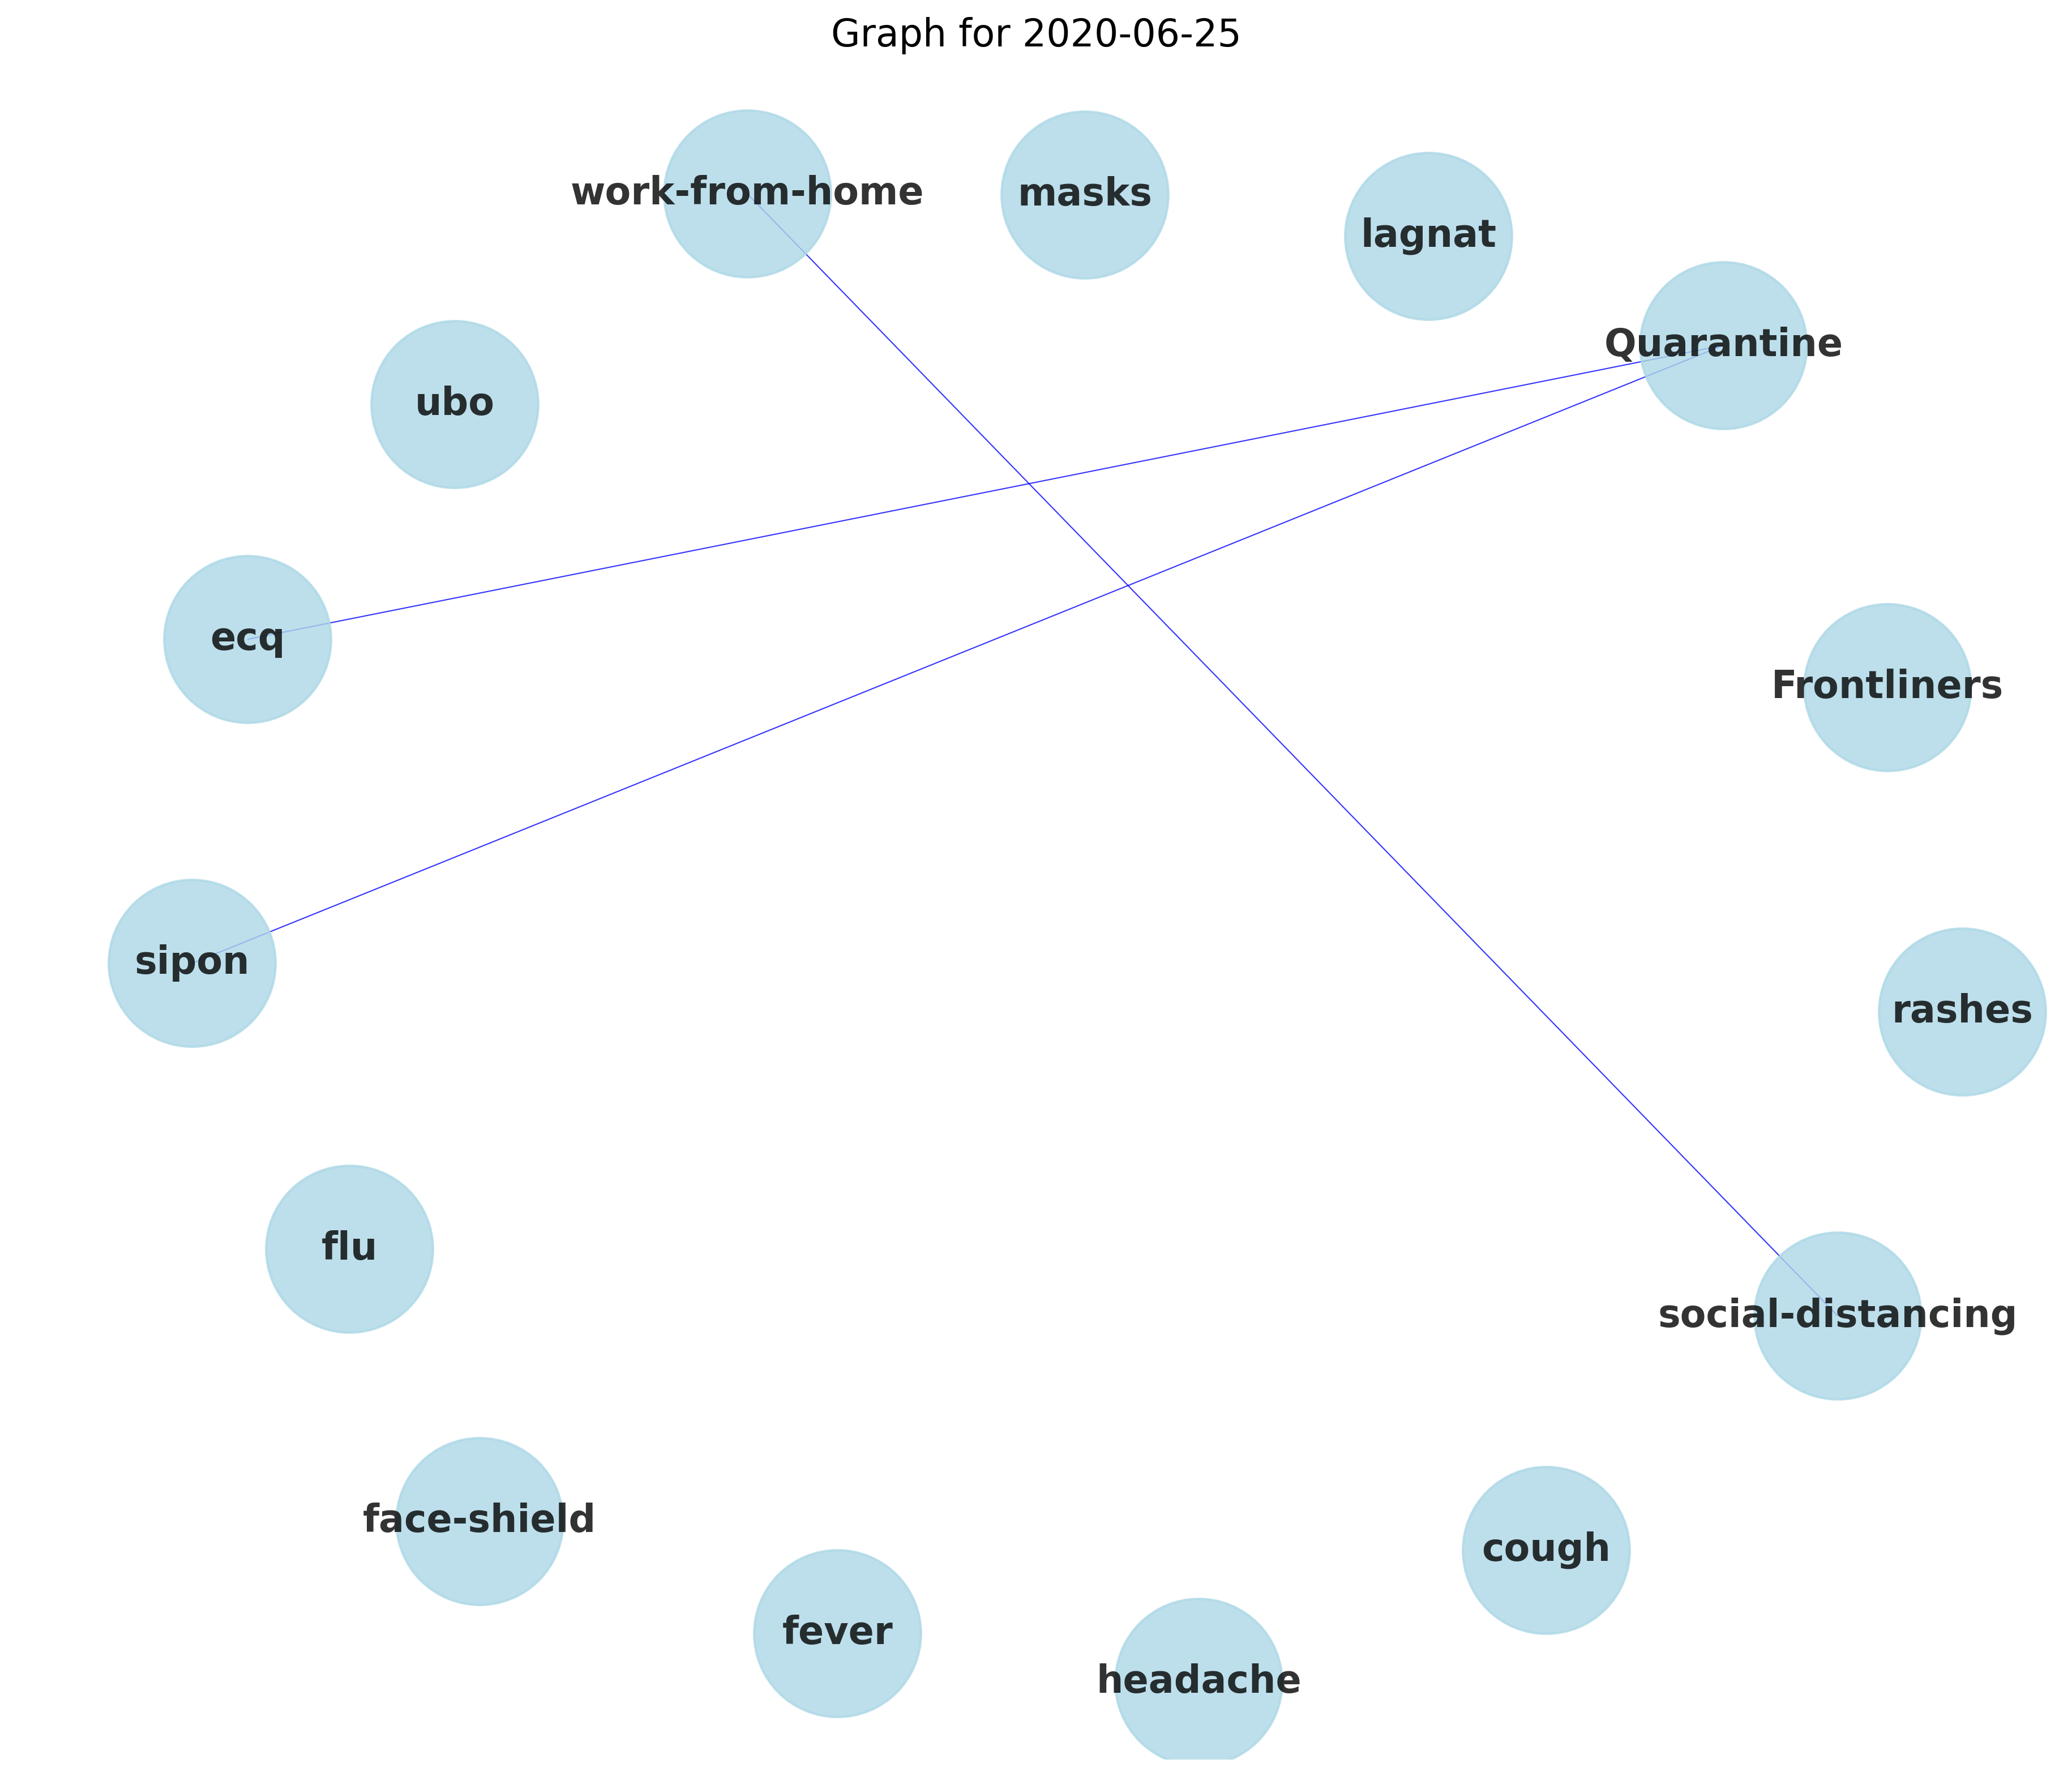 Graph for 2020-06-25
work-from-home
masks
lagnat
Quarantine
ubo
ecq
Frontliners
sipon
rashes
flu
social-distancing
face-shield
cough
fever
headache